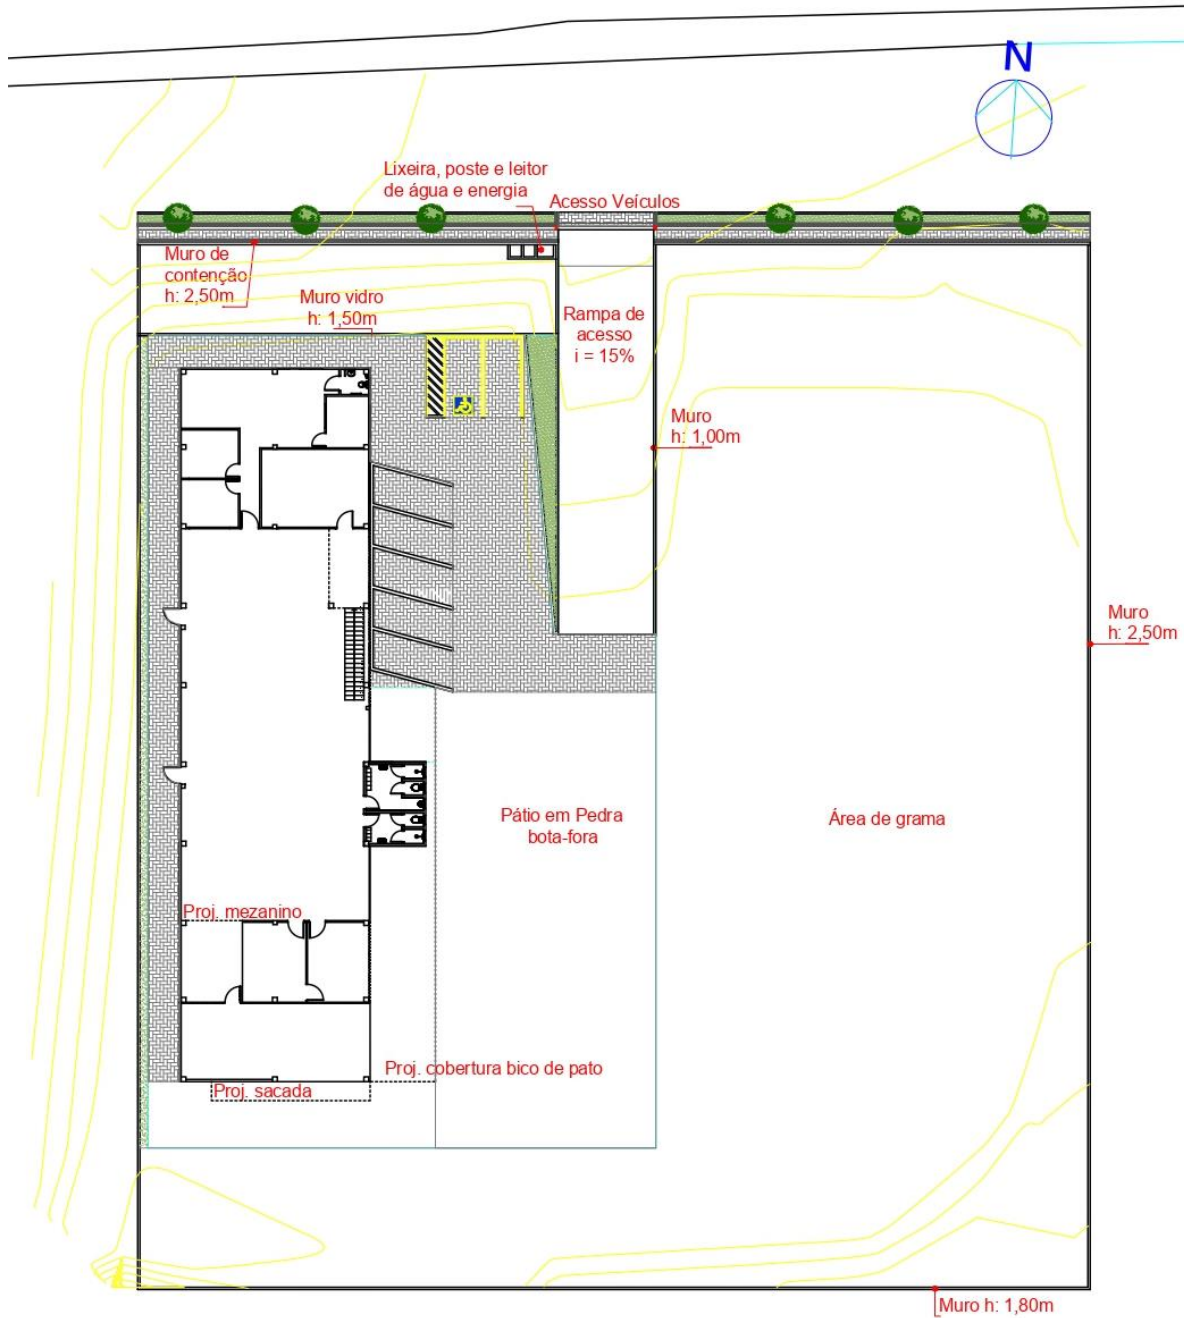 N
Lixeira, poste e leitor
de água e energia
Acesso Veículos
Muro de
contenção
h: 2,50m
Muro vidro
h: 1,50m
Rampa de
acesso
i = 15%
Muro
h: 1,00m
Muro
h: 2,50m
Pátio em Pedra
bota-fora
Área de grama
Proj. mezanino
Proj. cobertura bico de pato
Proj. sacada
Muro h: 1,80m